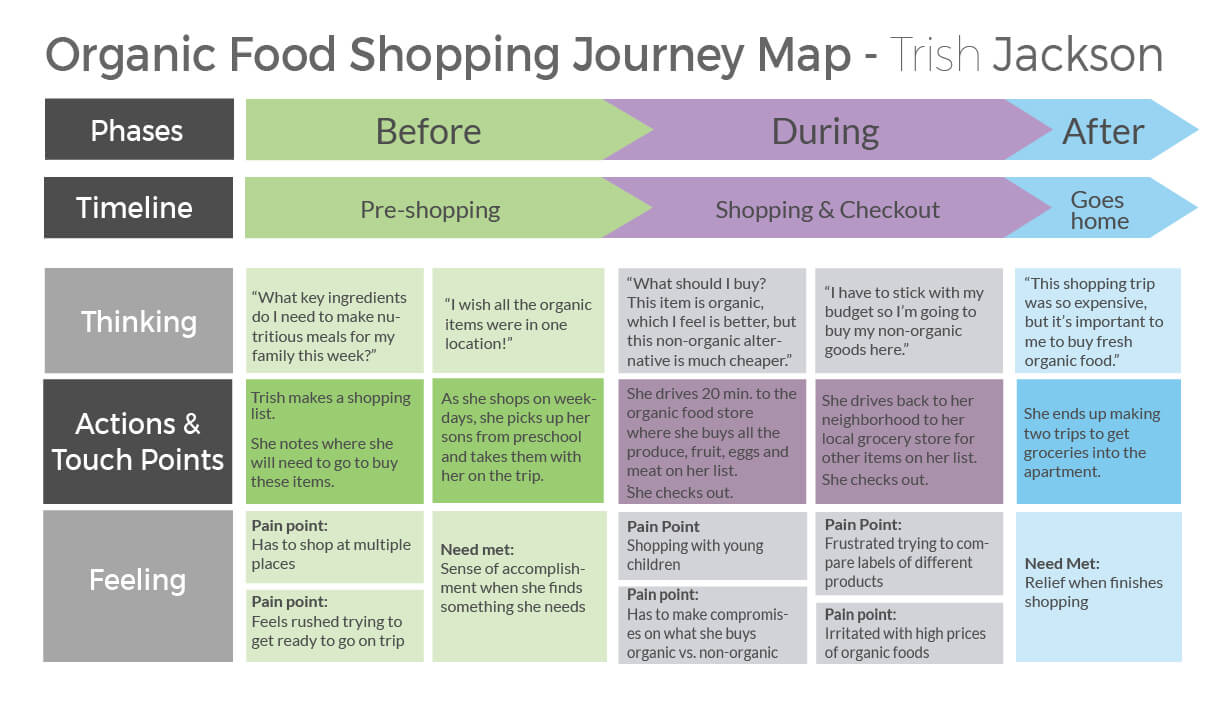 Organic Food Shopping Journey Map - Trish Jackson
Phases
Before
During
After
Timeline
Pre-shopping
Shopping & Checkout
Goes
home
Thinking
“What key ingredients
do I need to make nu-
tritious meals for my
family this week?”
“I wish all the organic
items were in one
location!”
“What should I buy?
This item is organic,
which I feel is better, but
this non-organic alter-
native is much cheaper.”
“I have to stick with my
budget so I’m going to
buy my non-organic
goods here.”
“This shopping trip
was so expensive,
but it’s important to
me to buy fresh
organic food.”
Actions &
Touch Points
Trish makes a shopping
list.
She notes where she
will need to go to buy
these items.
As she shops on week-
days, she picks up her
sons from preschool
and takes them with
her on the trip.
She drives 20 min. to the
organic food store
where she buys all the
produce, fruit, eggs and
meat on her list.
She checks out.
She drives back to her
neighborhood to her
local grocery store for
other items on her list.
She checks out.
She ends up making
two trips to get
groceries into the
apartment.
Feeling
Pain point:
Has to shop at multiple
places
Pain point:
Feels rushed trying to
get ready to go on trip
Need met:
Sense of accomplish-
ment when she finds
something she needs
Pain Point
Shopping with young
children
Pain point:
Has to make compromis-
es on what she buys
organic vs. non-organic
Pain Point:
Frustrated trying to com-
pare labels of different
products
Pain point:
Irritated with high prices
of organic foods
Need Met:
Relief when finishes
shopping